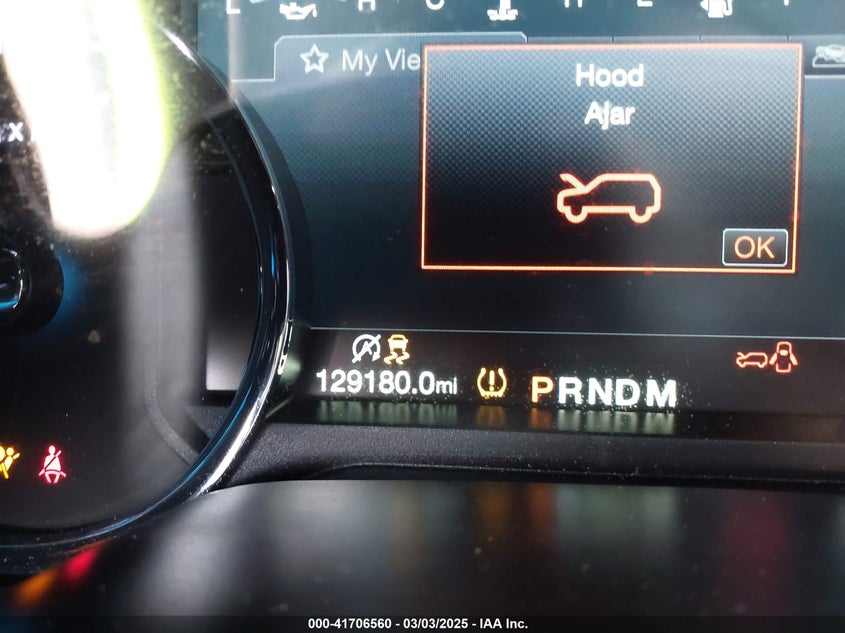 L H C H E F
My Vie
Hood
Ajar
OK
129180.0mi
PRNDM
000-41706560 - 03/03/2025 - IAA Inc.